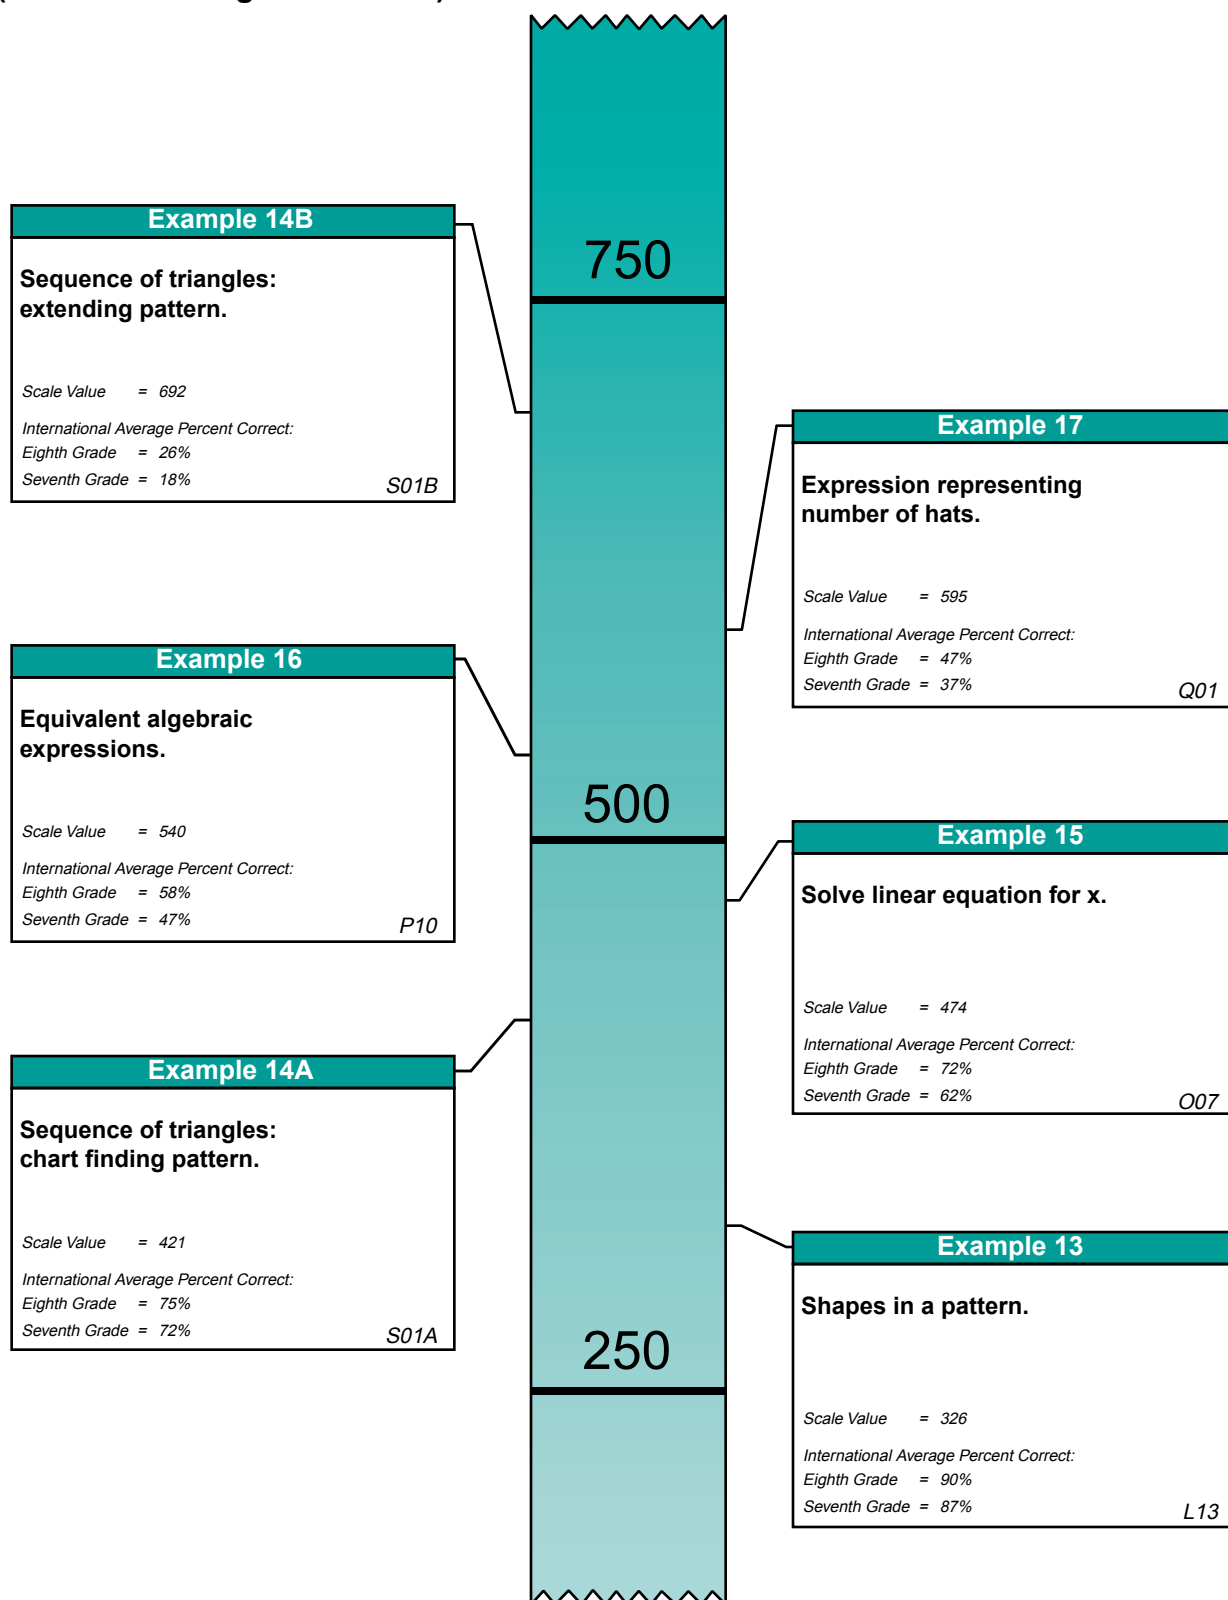 750
500
250
Example 14B
Sequence of triangles:
extending pattern.
Scale Value = 692
International Average Percent Correct:
Eighth Grade = 26%
Seventh Grade = 18%
S01B
Example 17
Expression representing
number of hats.
Scale Value = 595
International Average Percent Correct:
Eighth Grade = 47%
Seventh Grade = 37%
Q01
Example 16
Equivalent algebraic
expressions.
Scale Value = 540
International Average Percent Correct:
Eighth Grade = 58%
Seventh Grade = 47%
P10
Example 15
Solve linear equation for x.
Scale Value = 474
International Average Percent Correct:
Eighth Grade = 72%
Seventh Grade = 62%
O07
Example 14A
Sequence of triangles:
chart finding pattern.
Scale Value = 421
International Average Percent Correct:
Eighth Grade = 75%
Seventh Grade = 72%
S01A
Example 13
Shapes in a pattern.
Scale Value = 326
International Average Percent Correct:
Eighth Grade = 90%
Seventh Grade = 87%
L13